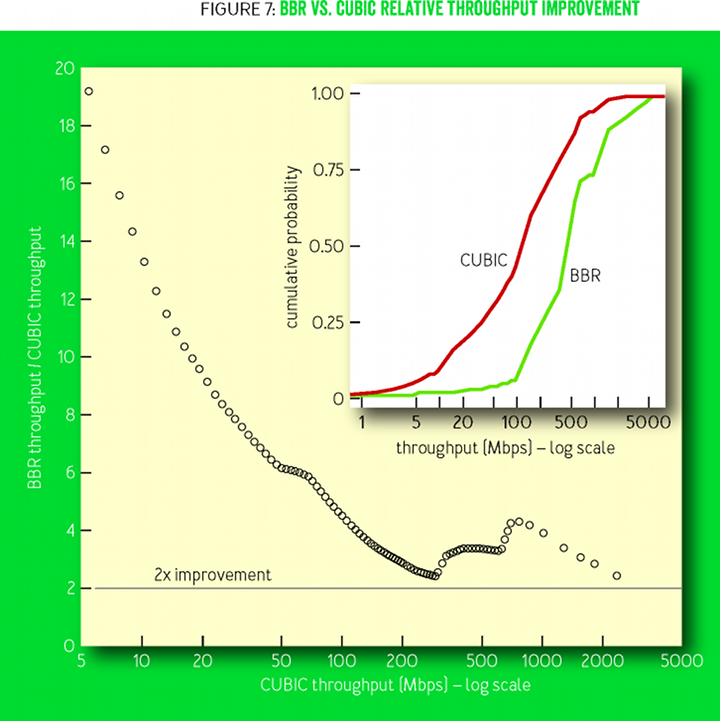 FIGURE 7: BBR VS. CUBIC RELATIVE THROUGHPUT IMPROVEMENT
20
18
16
14
12
10
8
6
4
2
0
BBR throughput / CUBIC throughput
2x improvement
5 10 20 50 100 200 500 1000 2000 5000
CUBIC throughput (Mbps) – log scale
1.00
0.75
0.50
0.25
0
cumulative probability
CUBIC
BBR
1 5 20 100 500 5000
throughput (Mbps) – log scale